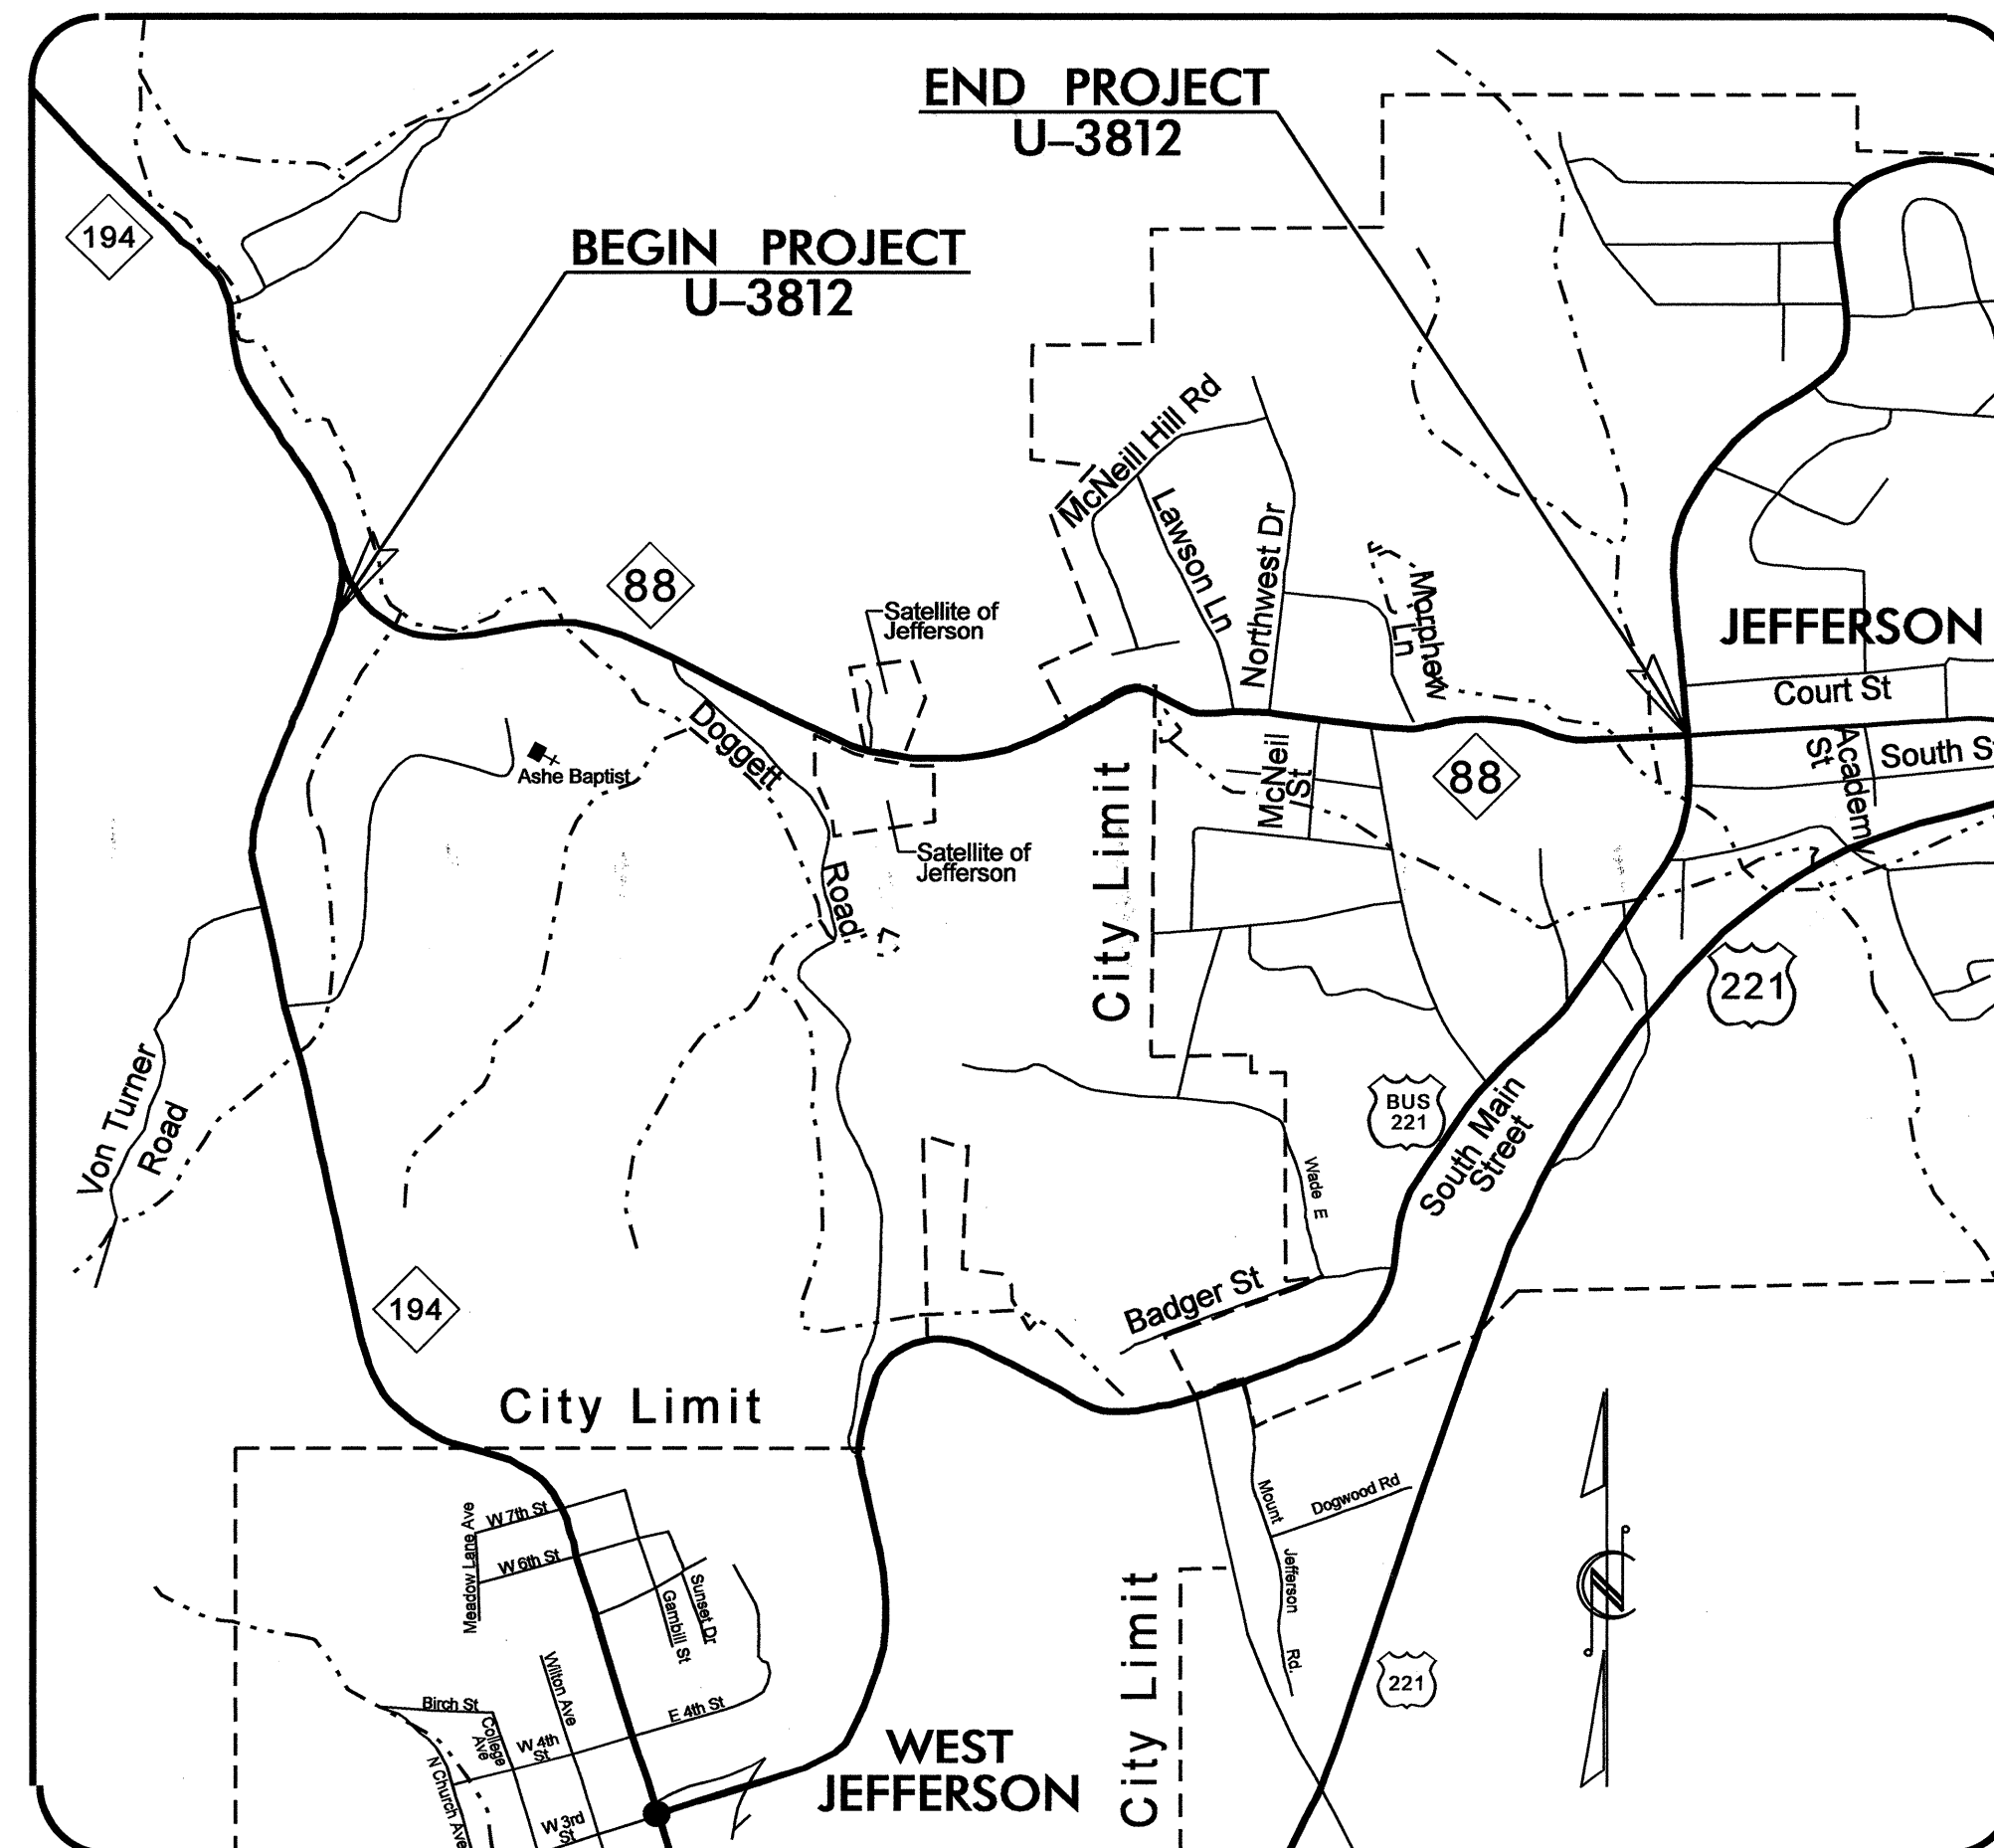 END PROJECT
U–3812
BEGIN PROJECT
U–3812
194
McNeill Hill Rd
88
Lawson Ln
Northwest Dr
Morphew
Ln
Satellite of
Jefferson
JEFFERSON
Court St
Doggett
Road
Ashe Baptist
McNeil
St
88
Academ
St
South S
City Limit
Satellite of
Jefferson
221
Von Turner
Road
BUS
221
South Main
Street
Wade E
Badger St
194
City Limit
Meadow Lane Ave
W 7th St
W 6th St
Sunset Dr
Gambill St
Mount
Jefferson
Rd.
Dogwood Rd
N
Wilton Ave
Birch St
College
Ave
W 4th
St
E 4th St
N Church Ave
W 3rd
St
WEST
JEFFERSON
City Limit
221